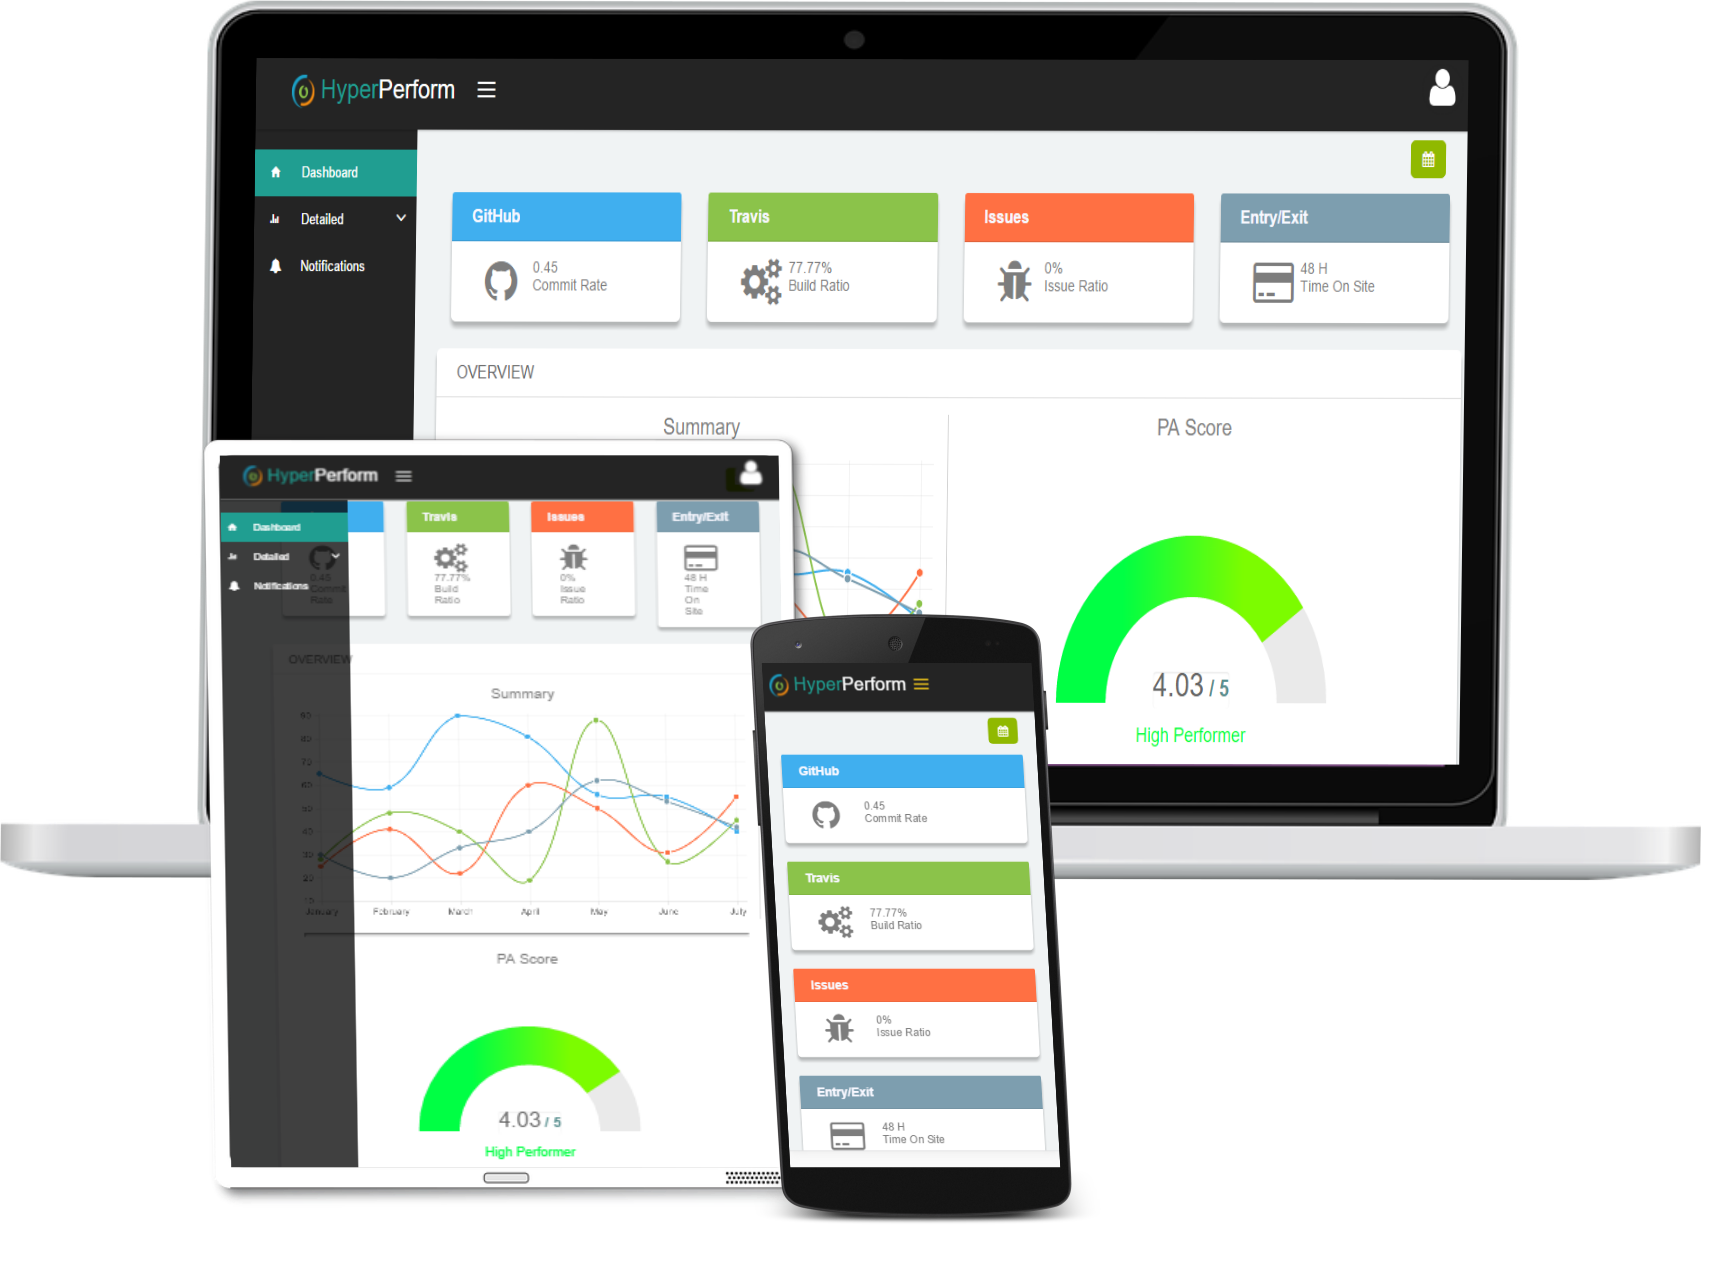 HyperPerform
Dashboard
Detailed
Notifications
GitHub
0.45
Commit Rate
Travis
77.77%
Build Ratio
Issues
0%
Issue Ratio
Entry/Exit
48 H
Time On Site
OVERVIEW
Summary
PA Score
4.03 / 5
High Performer
HyperPerform
Dashboard
Detailed
Notifications
0.45
Commit
Rate
Travis
77.77%
Build
Ratio
Issues
0%
Issue
Ratio
Entry/Exit
48 H
Time
On
Site
OVERVIEW
Summary
90
80
70
60
50
40
30
20
10
January
February
March
April
May
June
July
PA Score
4.03 / 5
High Performer
HyperPerform
GitHub
0.45
Commit Rate
Travis
77.77%
Build Ratio
Issues
0%
Issue Ratio
Entry/Exit
48 H
Time On Site